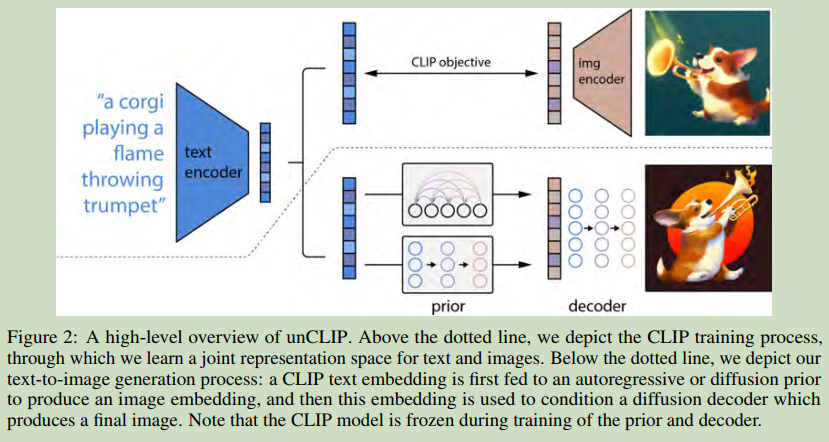 "a corgi
playing a
flame
throwing
trumpet"
text
encoder
CLIP objective
img
encoder
prior
decoder
Figure 2: A high-level overview of unCLIP. Above the dotted line, we depict the CLIP training process,
through which we learn a joint representation space for text and images. Below the dotted line, we depict our
text-to-image generation process: a CLIP text embedding is first fed to an autoregressive or diffusion prior
to produce an image embedding, and then this embedding is used to condition a diffusion decoder which
produces a final image. Note that the CLIP model is frozen during training of the prior and decoder.